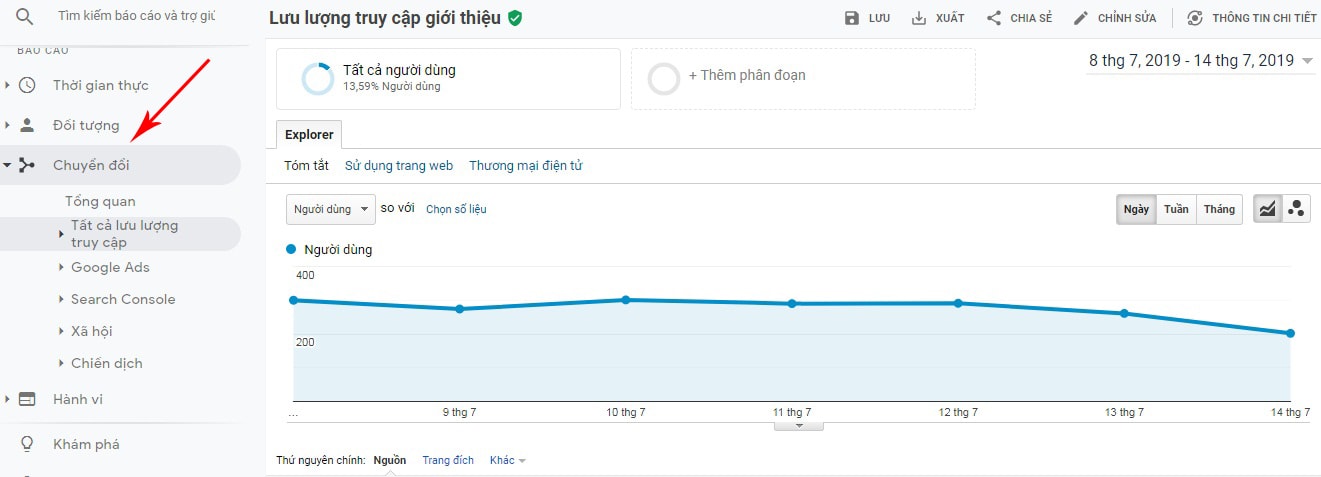 Tìm kiếm báo cáo và trợ giú
BÁO CÁO
Thời gian thực
Đối tượng
Chuyển đổi
Tổng quan
Tất cả lưu lượng
truy cập
Google Ads
Search Console
Xã hội
Chiến dịch
Hành vi
Khám phá
Lưu lượng truy cập giới thiệu
LƯU
XUẤT
CHIA SẺ
CHỈNH SỬA
THÔNG TIN CHI TIẾT
Tất cả người dùng
13,59% Người dùng
+ Thêm phân đoạn
8 thg 7, 2019 - 14 thg 7, 2019
Explorer
Tóm tắt Sử dụng trang web Thương mại điện tử
Người dùng so với Chọn số liệu
Ngày Tuần Tháng
Người dùng
400
200
... 9 thg 7 10 thg 7 11 thg 7 12 thg 7 13 thg 7 14 thg 7
Thứ nguyên chính: Nguồn Trang đích Khác